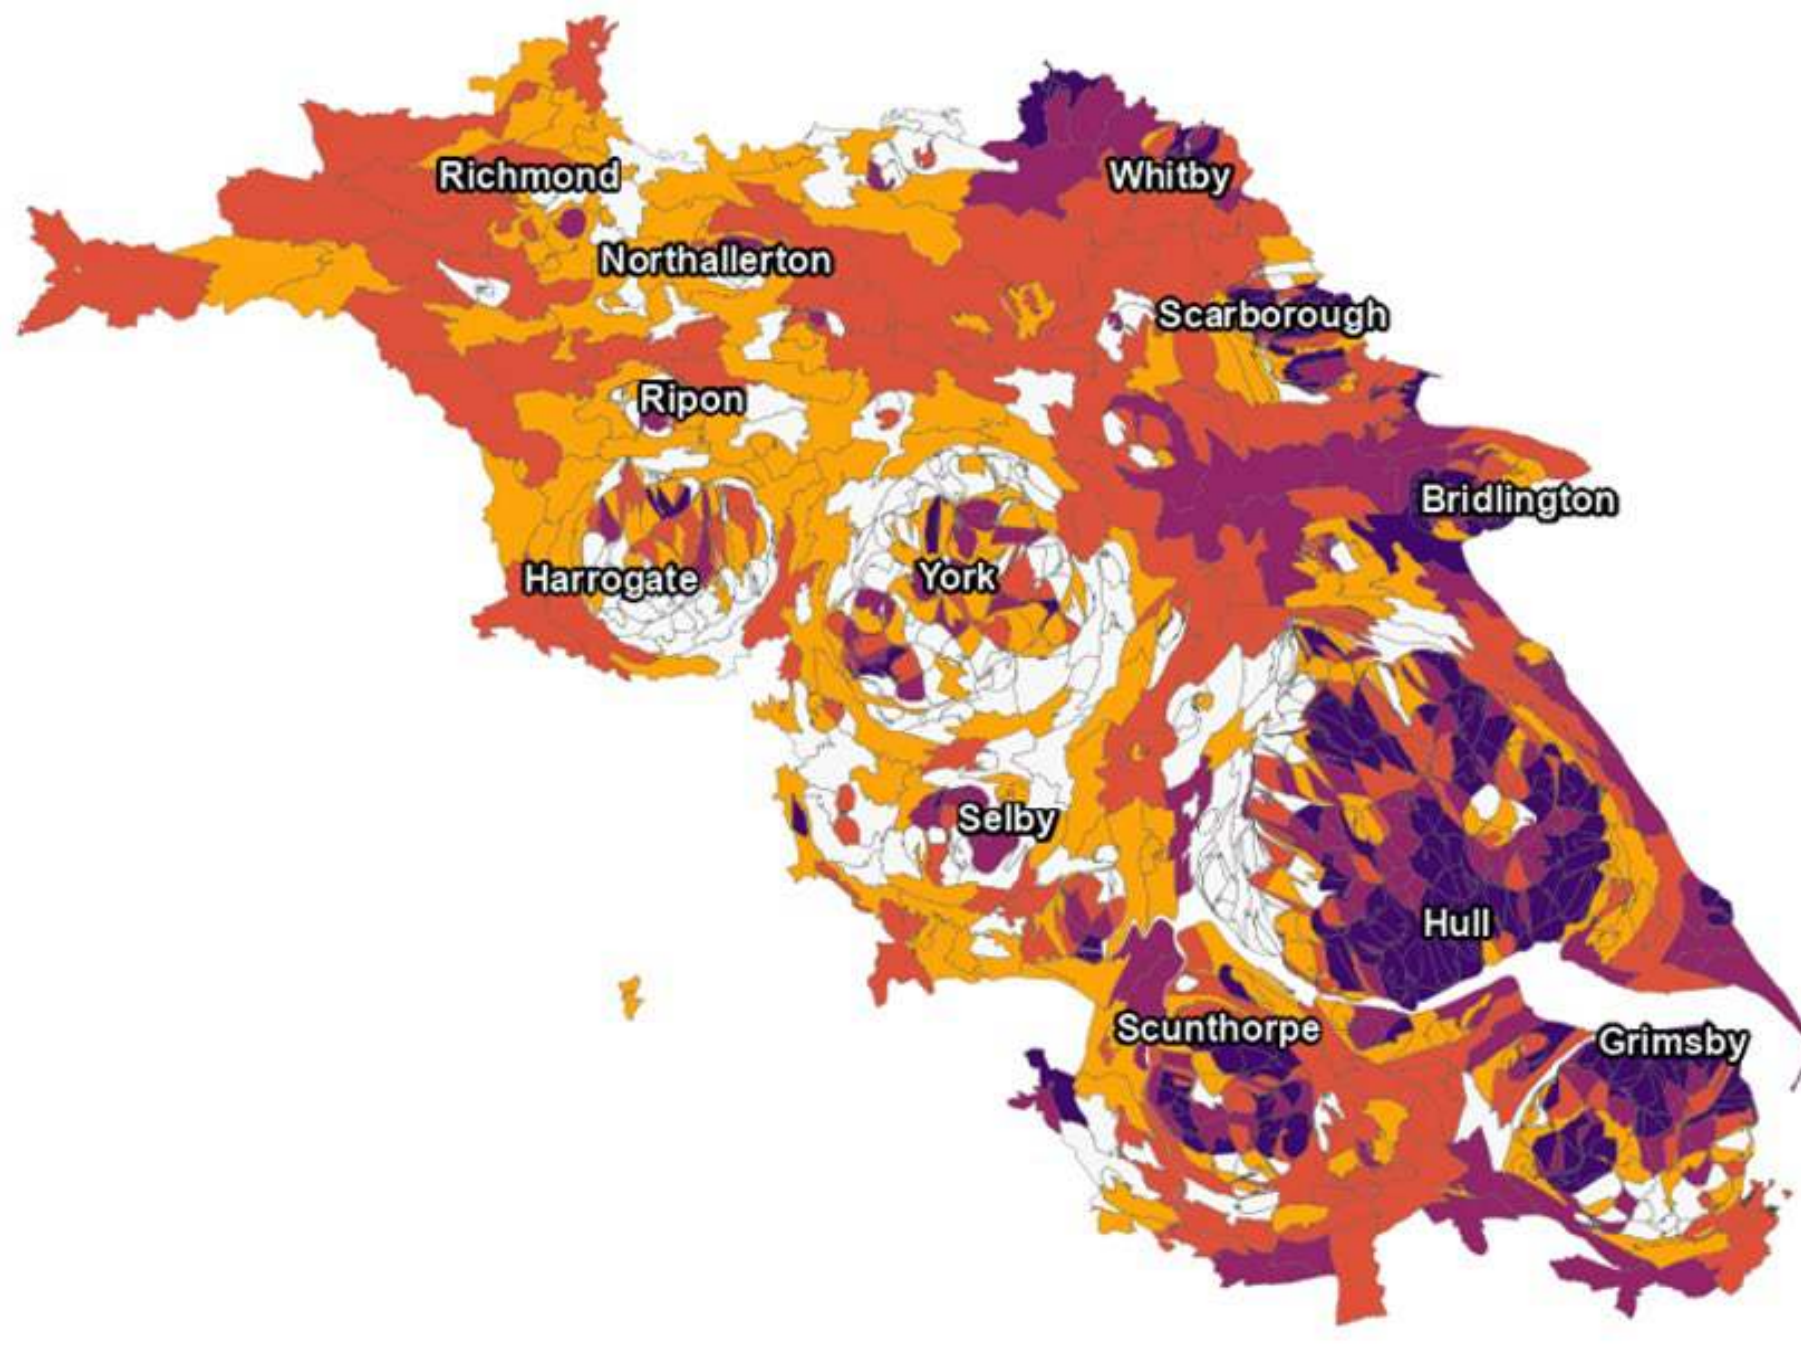 Richmond
Whitby
Northallerton
Scarborough
Ripon
Bridlington
Harrogate
York
Selby
Hull
Scunthorpe
Grimsby